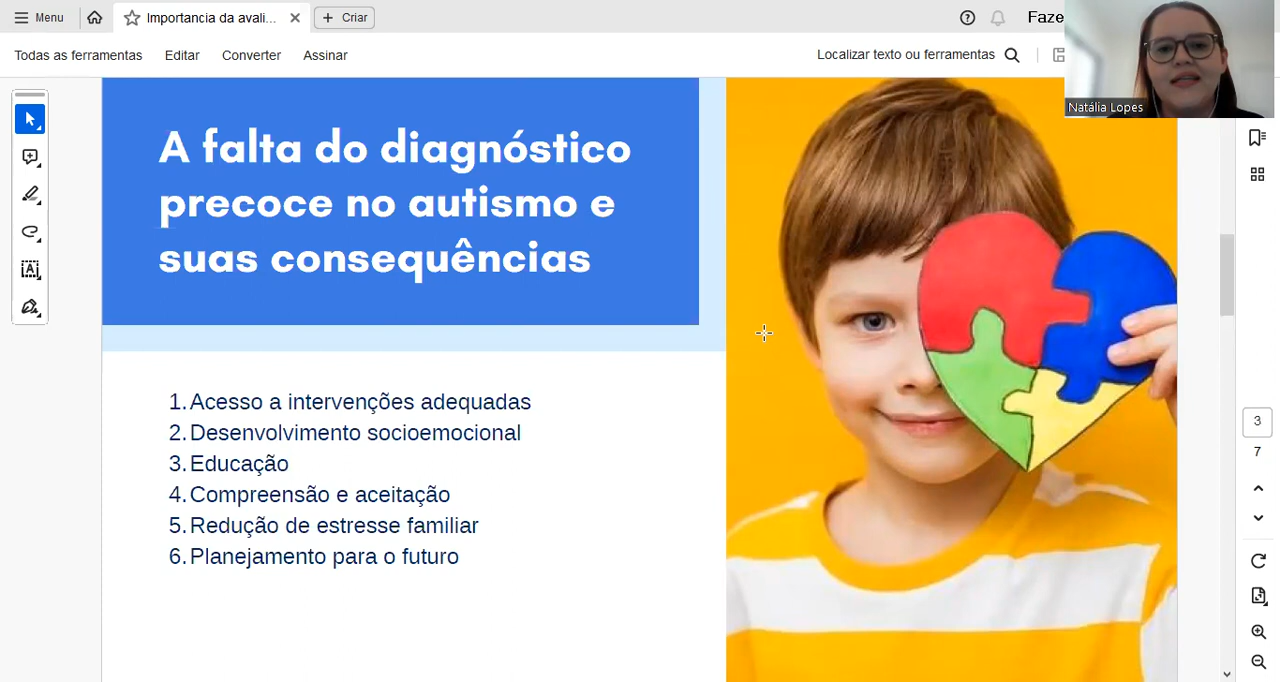 Menu
Importancia da avali...
Criar
Faze
Todas as ferramentas
Editar
Converter
Assinar
Localizar texto ou ferramentas
Natália Lopes
A falta do diagnóstico
precoce no autismo e
suas consequências
1. Acesso a intervenções adequadas
2. Desenvolvimento socioemocional
3. Educação
4. Compreensão e aceitação
5. Redução de estresse familiar
6. Planejamento para o futuro
3
7